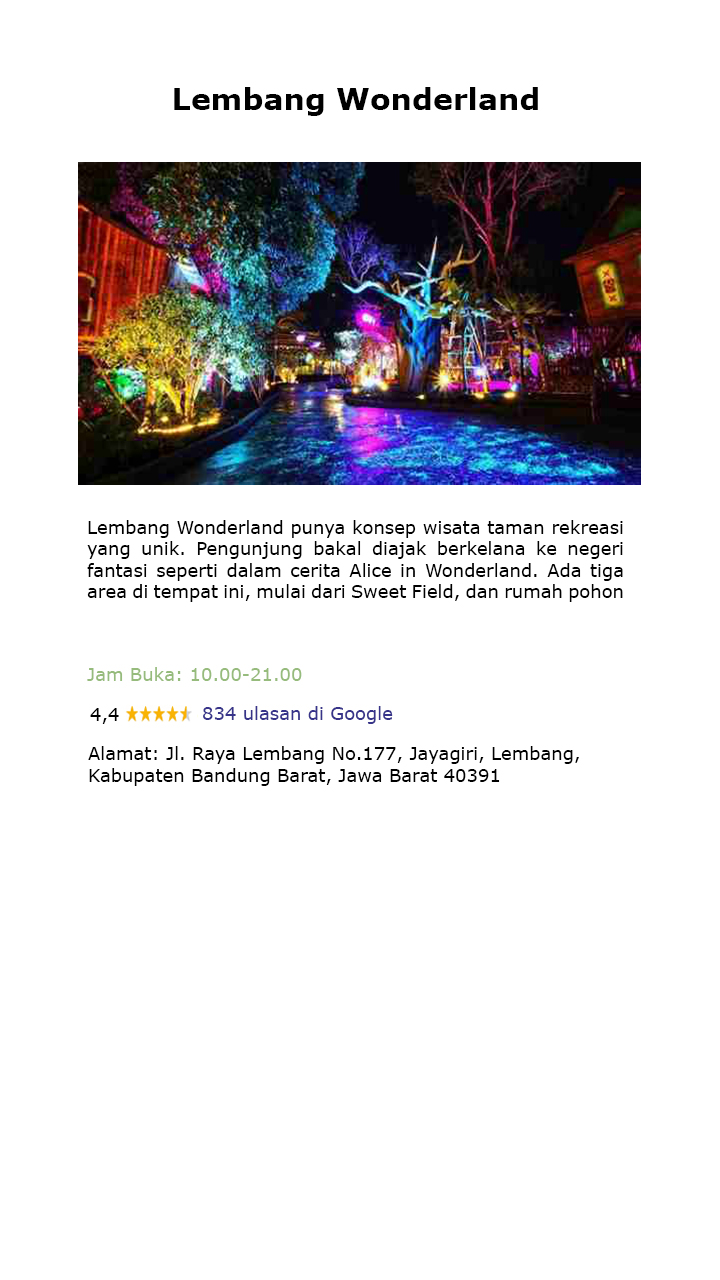 Lembang Wonderland
Lembang Wonderland punya konsep wisata taman rekreasi
yang unik. Pengunjung bakal diajak berkelana ke negeri
fantasi seperti dalam cerita Alice in Wonderland. Ada tiga
area di tempat ini, mulai dari Sweet Field, dan rumah pohon
Jam Buka: 10.00-21.00
4,4 834 ulasan di Google
Alamat: Jl. Raya Lembang No.177, Jayagiri, Lembang,
Kabupaten Bandung Barat, Jawa Barat 40391